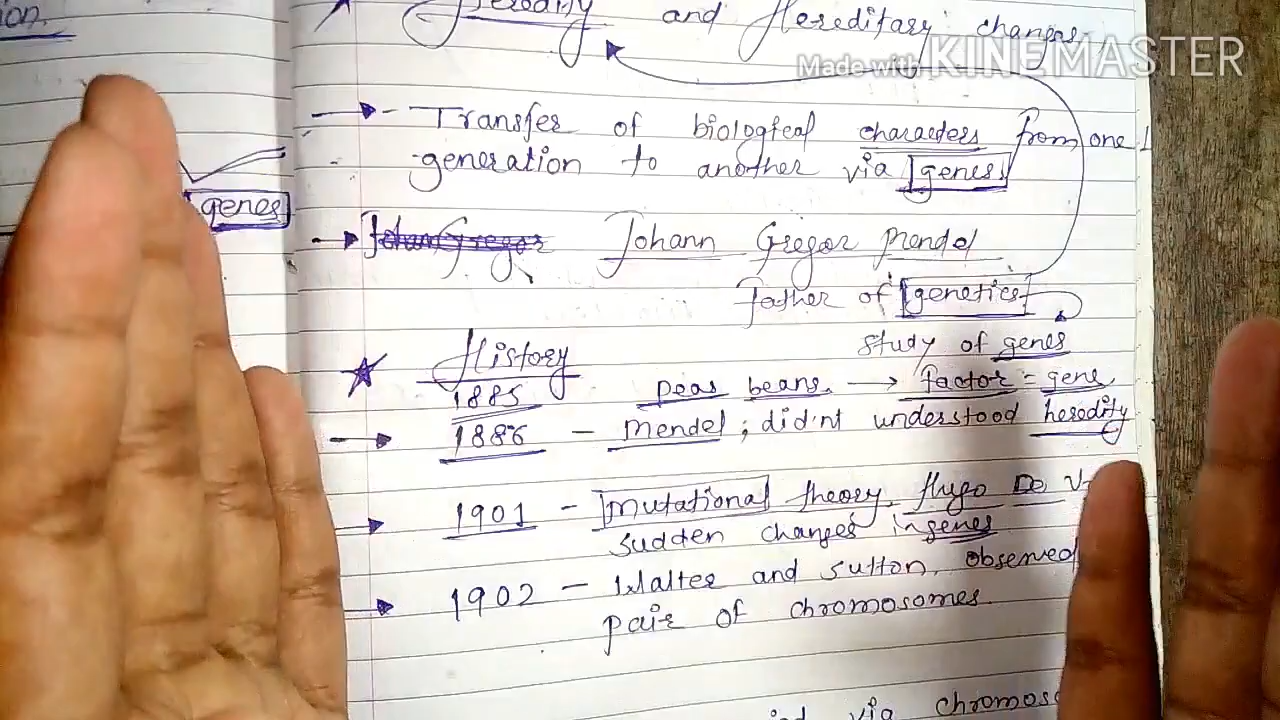 Heredity and Hereditary changes
Made with KINEMASTER
- Transfer of biological characters from one
generation to another via genes
genes
Johann Gregor Mendel
father of genetics
study of genes
History
1885 peas beans. → factor = gene
1886 - Mendel ; did'nt understood heredity
1901 - Mutational theory, Hugo De
sudden changes in genes
1902 - Walter and Sutton, observed
pair of chromosomes.
via